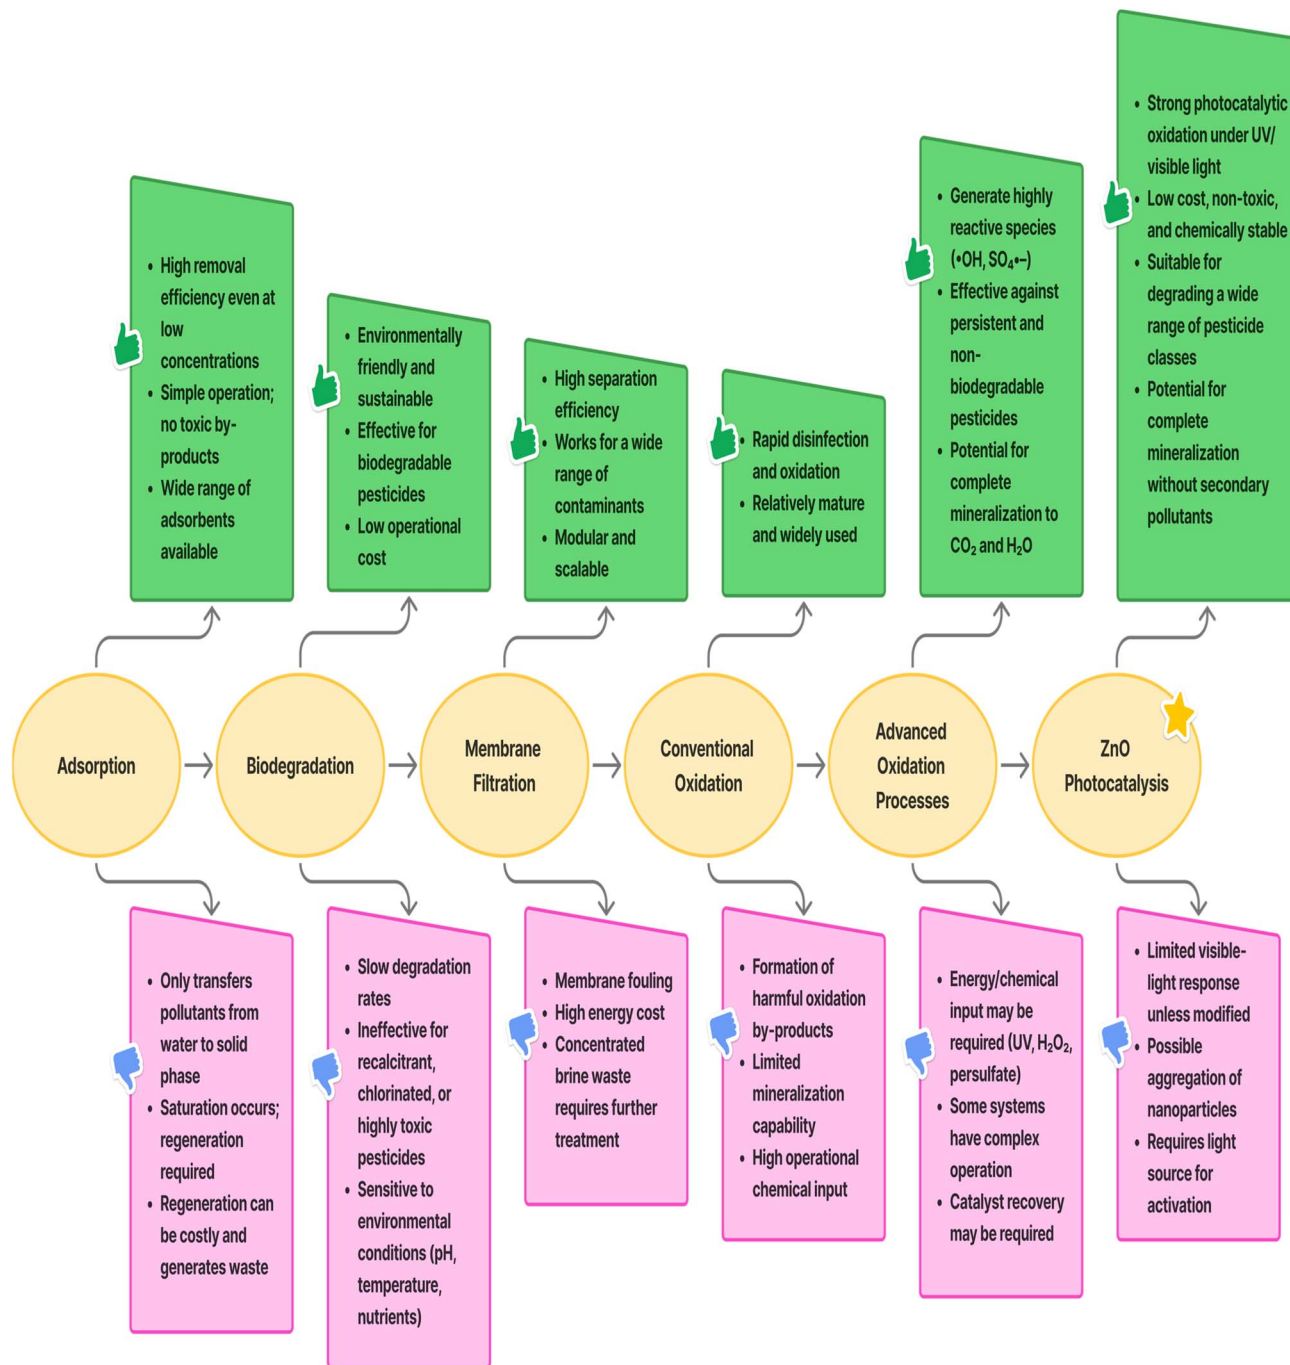 • High removal
efficiency even at
low
concentrations
• Simple operation;
no toxic by-
products
• Wide range of
adsorbents
available
• Environmentally
friendly and
sustainable
• Effective for
biodegradable
pesticides
• Low operational
cost
• High separation
efficiency
• Works for a wide
range of
contaminants
• Modular and
scalable
• Rapid disinfection
and oxidation
• Relatively mature
and widely used
• Generate highly
reactive species
(•OH, SO₄•–)
• Effective against
persistent and
non-
biodegradable
pesticides
• Potential for
complete
mineralization to
CO₂ and H₂O
• Strong photocatalytic
oxidation under UV/
visible light
• Low cost, non-toxic,
and chemically stable
• Suitable for
degrading a wide
range of pesticide
classes
• Potential for
complete
mineralization
without secondary
pollutants
Adsorption
Biodegradation
Membrane
Filtration
Conventional
Oxidation
Advanced
Oxidation
Processes
ZnO
Photocatalysis
• Only transfers
pollutants from
water to solid
phase
• Saturation occurs;
regeneration
required
• Regeneration can
be costly and
generates waste
• Slow degradation
rates
• Ineffective for
recalcitrant,
chlorinated, or
highly toxic
pesticides
• Sensitive to
environmental
conditions (pH,
temperature,
nutrients)
• Membrane fouling
• High energy cost
• Concentrated
brine waste
requires further
treatment
• Formation of
harmful oxidation
by-products
• Limited
mineralization
capability
• High operational
chemical input
• Energy/chemical
input may be
required (UV, H₂O₂,
persulfate)
• Some systems
have complex
operation
• Catalyst recovery
may be required
• Limited visible-
light response
unless modified
• Possible
aggregation of
nanoparticles
• Requires light
source for
activation